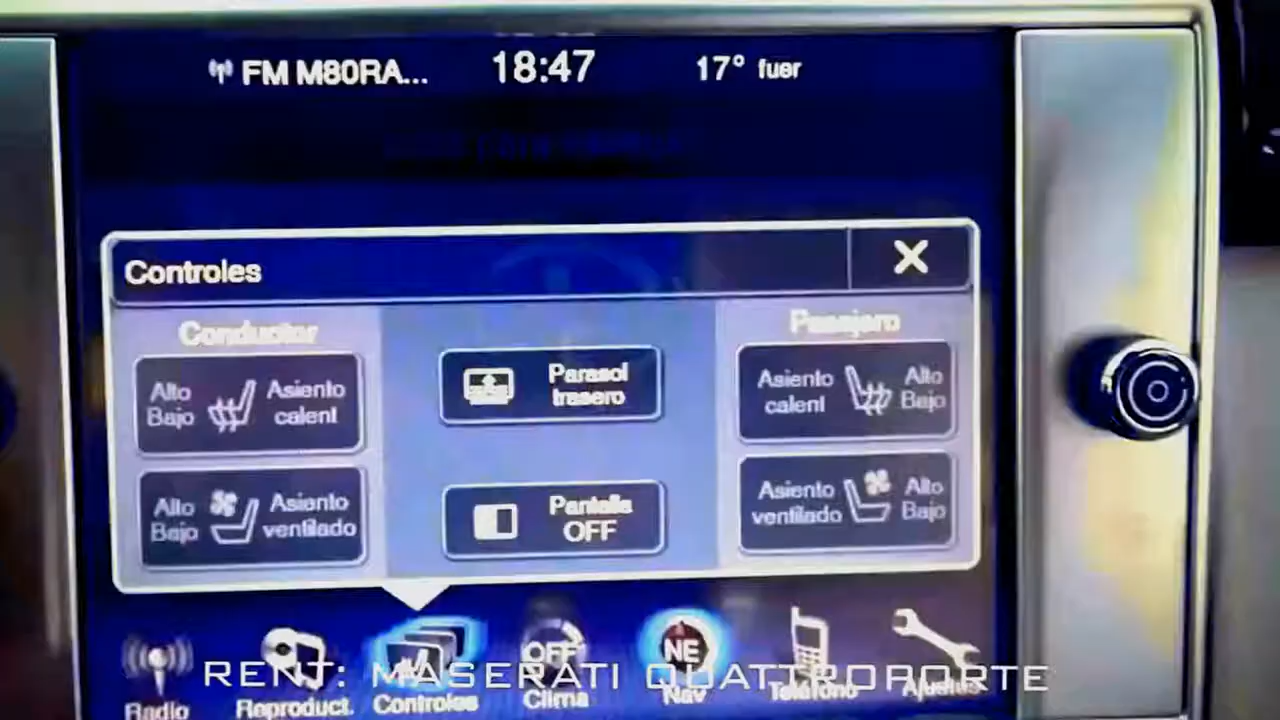 FM M80RA... 18:47 17° fuer
Controles
Conductor
Pasajero
Alto
Bajo
Asiento
calent
Parasol
trasero
Asiento
calent
Alto
Bajo
Alto
Bajo
Asiento
ventilado
Pantalla
OFF
Asiento
ventilado
Alto
Bajo
OFF
NE
Radio
Reproduct.
Controles
Clima
Nav
Teléfono
Ajustes
RENT: MASERATI QUATTROPORTE